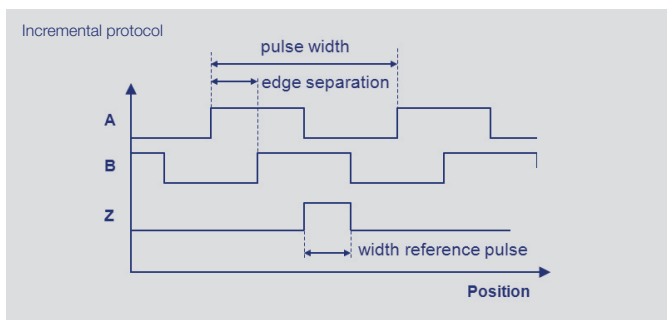 Incremental protocol
pulse width
edge separation
A
B
Z
width reference pulse
Position